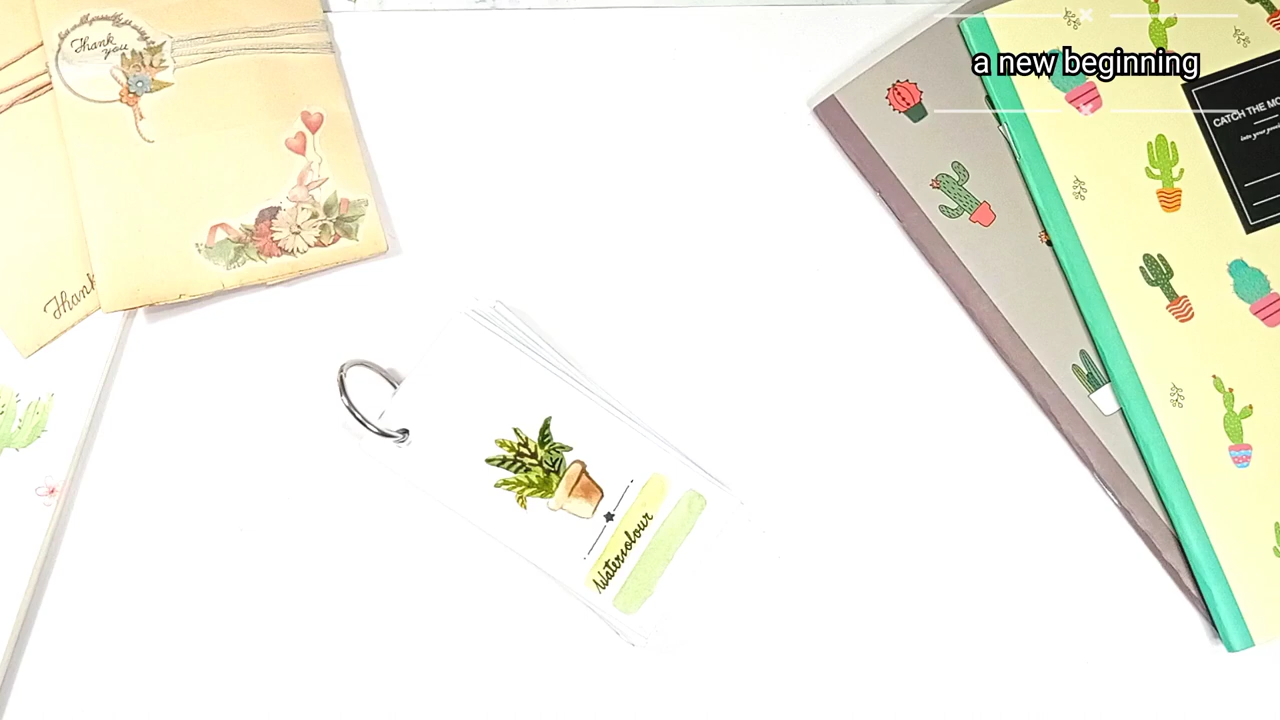 Thank
you
a new beginning
CATCH THE MO
Thank
Watercolour